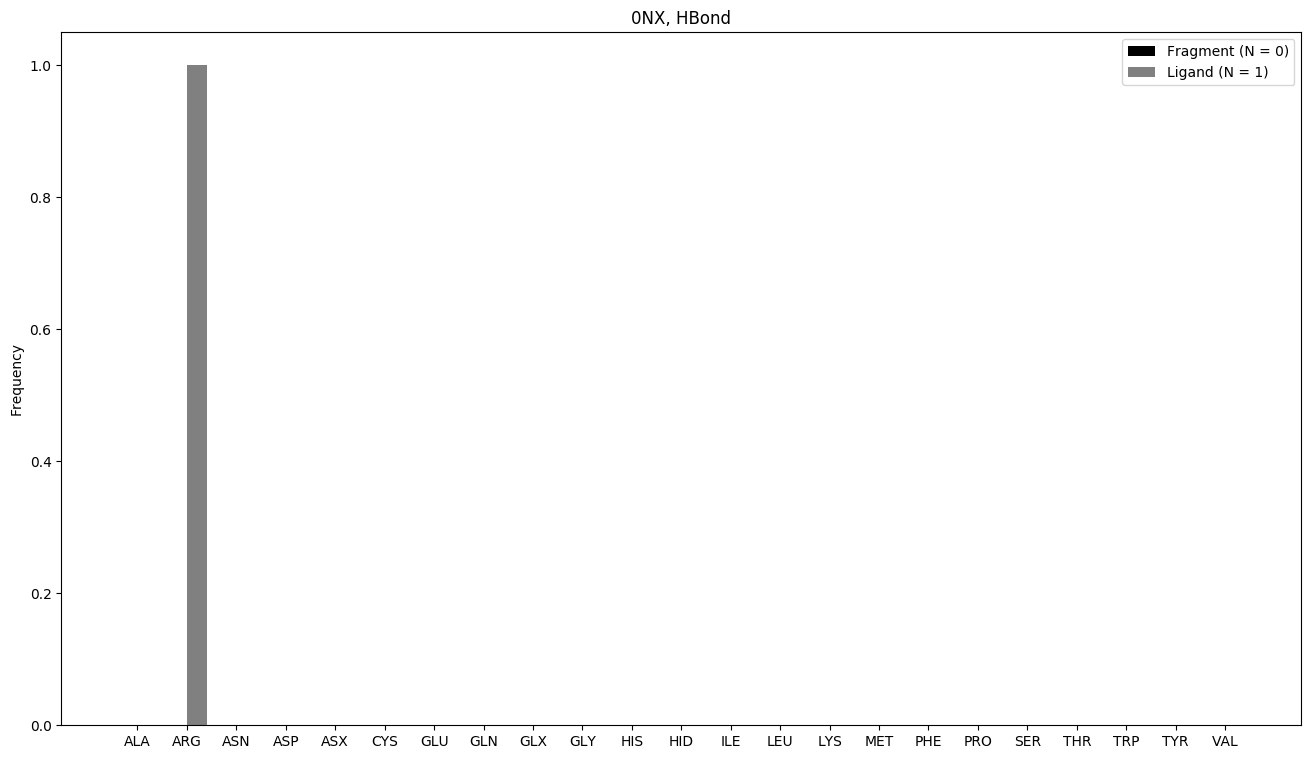 0NX, HBond
Fragment (N = 0)
Ligand (N = 1)
1.0
0.8
0.6
0.4
0.2
0.0
Frequency
ALA ARG ASN ASP ASX CYS GLU GLN GLX GLY HIS HID ILE LEU LYS MET PHE PRO SER THR TRP TYR VAL